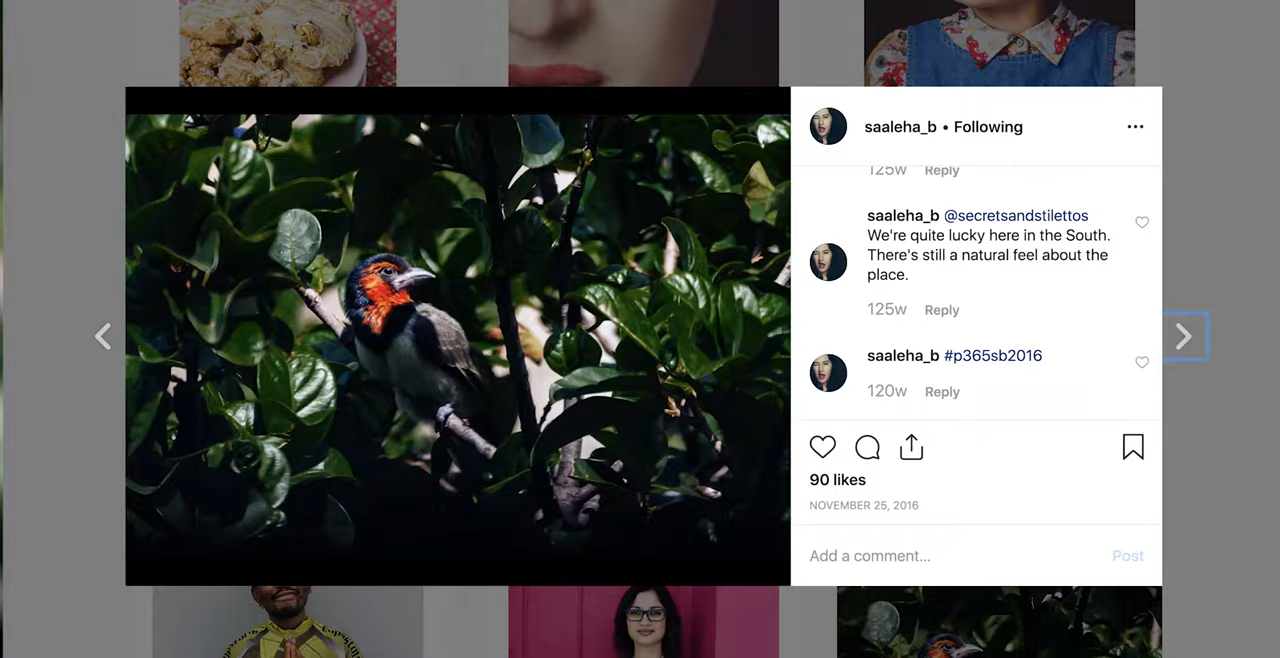 saaleha_b • Following
125w Reply
saaleha_b @secretsandstilettos
We're quite lucky here in the South.
There's still a natural feel about the
place.
125w Reply
saaleha_b #p365sb2016
120w Reply
90 likes
NOVEMBER 25, 2016
Add a comment... Post